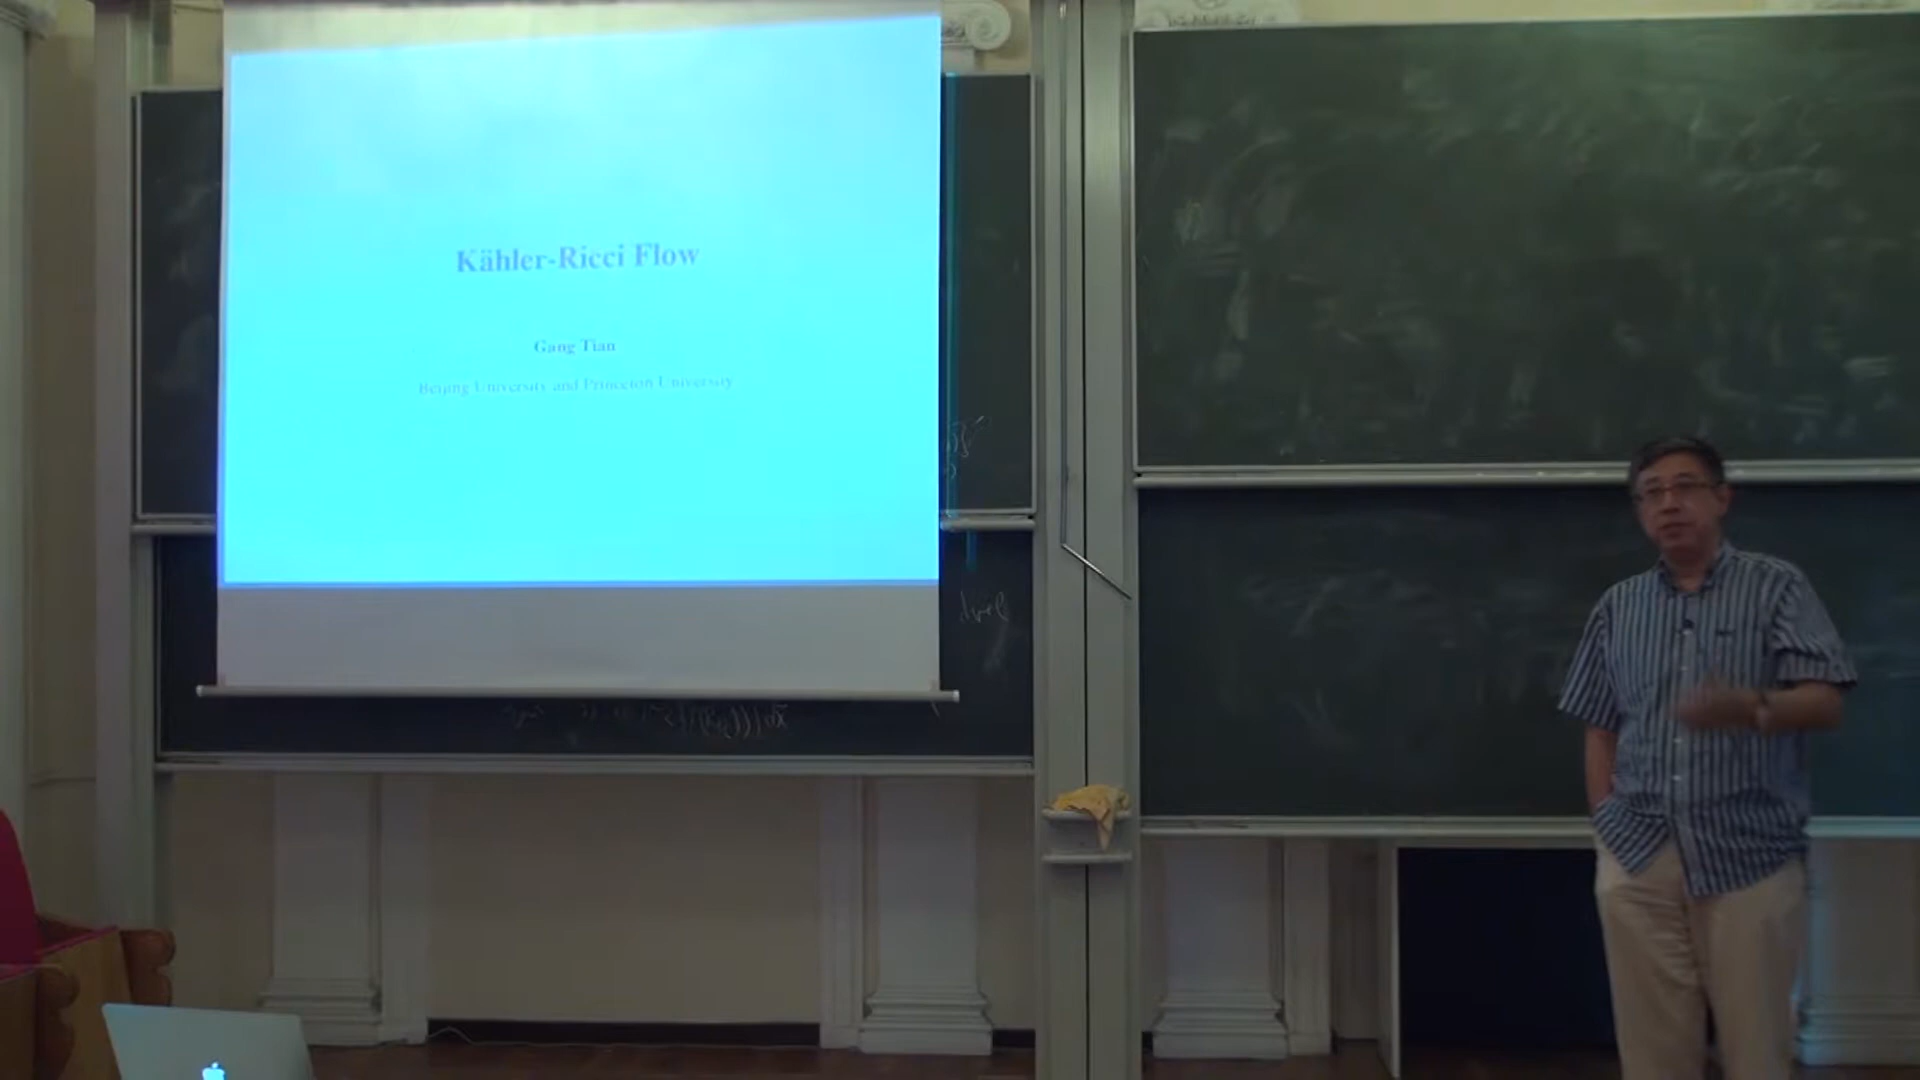 Kähler-Ricci Flow
Gang Tian
Beijing University and Princeton University